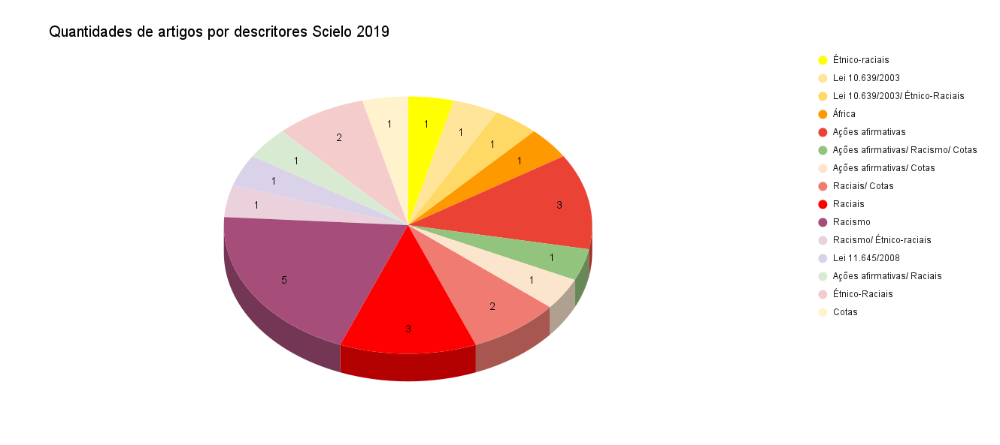 Quantidades de artigos por descritores Scielo 2019
Étnico-raciais
Lei 10.639/2003
Lei 10.639/2003/ Étnico-Raciais
África
Ações afirmativas
Ações afirmativas/ Racismo/ Cotas
Ações afirmativas/ Cotas
Raciais/ Cotas
Raciais
Racismo
Racismo/ Étnico-raciais
Lei 11.645/2008
Ações afirmativas/ Raciais
Étnico-Raciais
Cotas
1
1
1
1
3
1
1
2
3
5
1
1
1
2
1